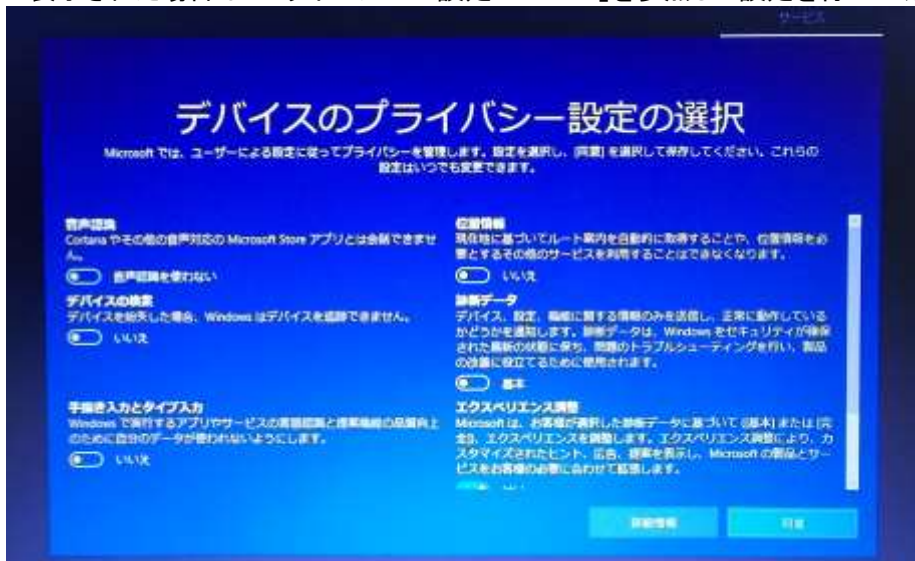 サービス
デバイスのプライバシー設定の選択
Microsoft では、ユーザーによる設定に従ってプライバシーを管理します。設定を選択し、[同意] を選択して保存してください。これらの
設定はいつでも変更できます。
音声認識
Cortana やその他の音声対応の Microsoft Store アプリとは会話できませ
ん。
音声認識を使わない
デバイスの検索
デバイスを紛失した場合、Windows はデバイスを追跡できません。
いいえ
手描き入力とタイプ入力
Windows で実行するアプリやサービスの言語認識と提案機能の品質向上
のために自分のデータが使われないようにします。
いいえ
位置情報
現在地に基づいてルート案内を自動的に取得することや、位置情報を必
要とするその他のサービスを利用することはできなくなります。
いいえ
診断データ
デバイス、設定、機能に関する情報のみを送信し、正常に動作している
かどうかを通知します。診断データは、Windows をセキュリティが確保
された最新の状態に保ち、問題のトラブルシューティングを行い、製品
の改善に役立てるために使用されます。
基本
エクスペリエンス調整
Microsoft は、お客様が選択した診断データに基づいて ([基本] または [完
全])、エクスペリエンスを調整します。エクスペリエンス調整により、カ
スタマイズされたヒント、広告、提案を表示し、Microsoft の製品とサー
ビスをお客様の必要に合わせて拡張します。
詳細情報
同意